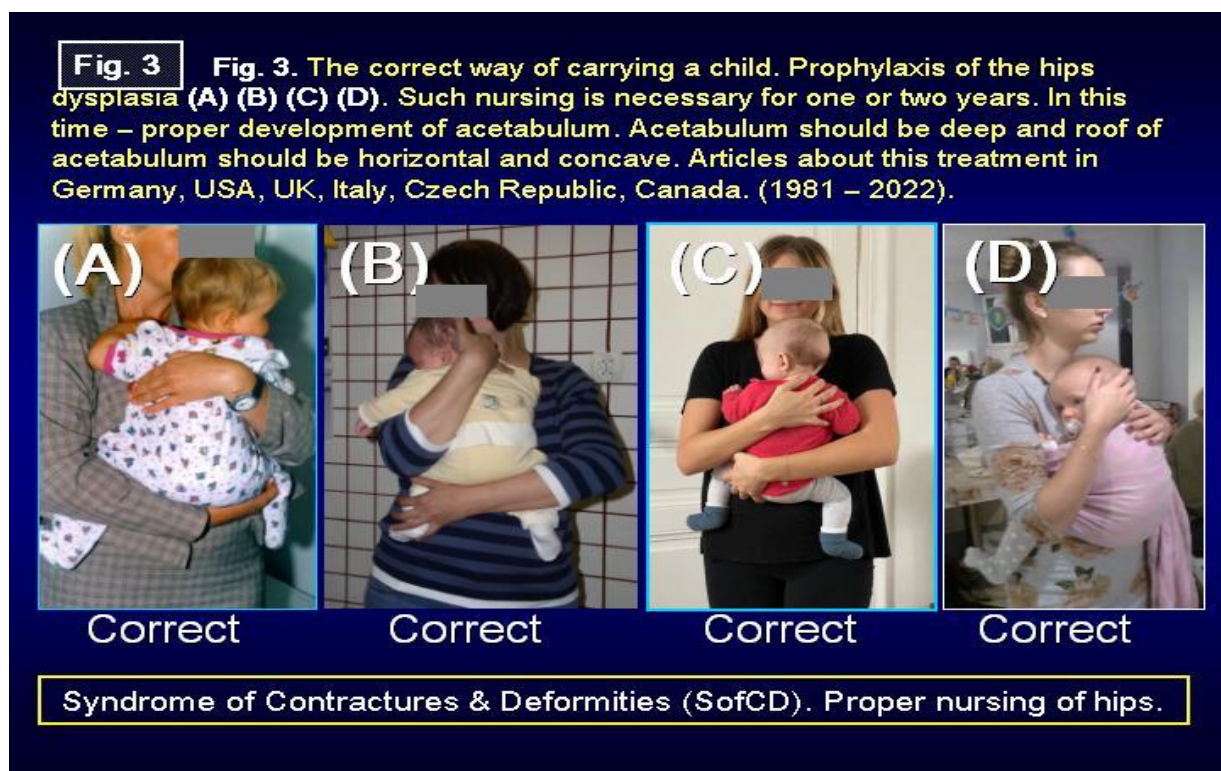 Fig. 3 Fig. 3. The correct way of carrying a child. Prophylaxis of the hips
dysplasia (A) (B) (C) (D). Such nursing is necessary for one or two years. In this
time – proper development of acetabulum. Acetabulum should be deep and roof of
acetabulum should be horizontal and concave. Articles about this treatment in
Germany, USA, UK, Italy, Czech Republic, Canada. (1981 – 2022).
(A) (B) (C) (D)
Correct Correct Correct Correct
Syndrome of Contractures & Deformities (SofCD). Proper nursing of hips.